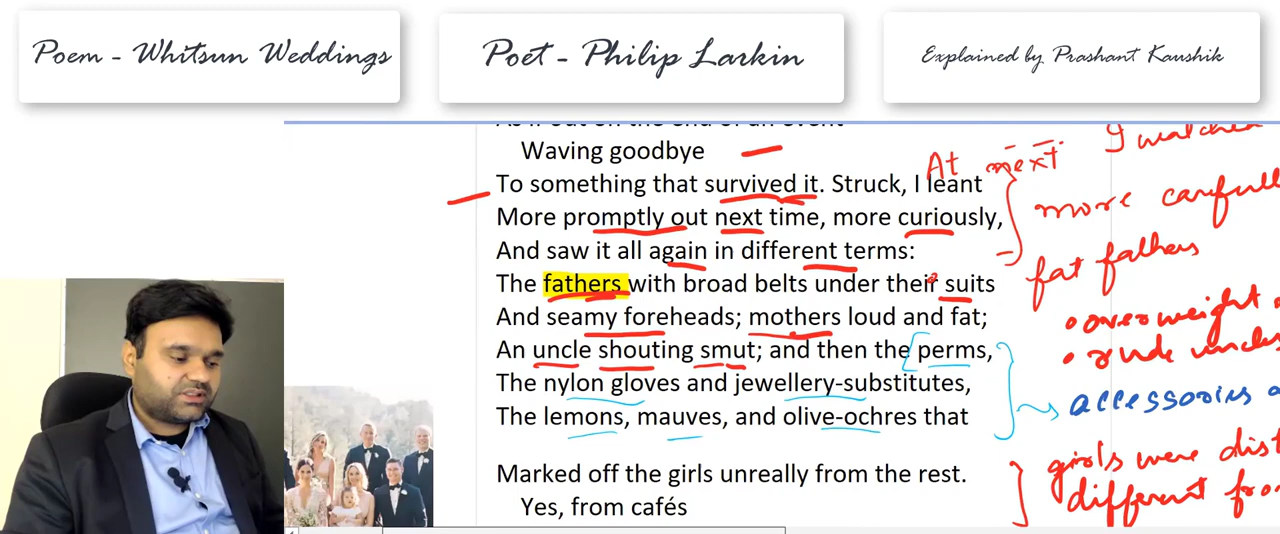 Poem - Whitsun Weddings
Poet - Philip Larkin
Explained by Prashant Kaushik
Waving goodbye
To something that survived it. Struck, I leant
More promptly out next time, more curiously,
And saw it all again in different terms:
The fathers with broad belts under their suits
And seamy foreheads; mothers loud and fat;
An uncle shouting smut; and then the perms,
The nylon gloves and jewellery-substitutes,
The lemons, mauves, and olive-ochres that
Marked off the girls unreally from the rest.
Yes, from cafés
At next I watched
more
fat fathers
• overweight
• rude
accessories
girls were
different